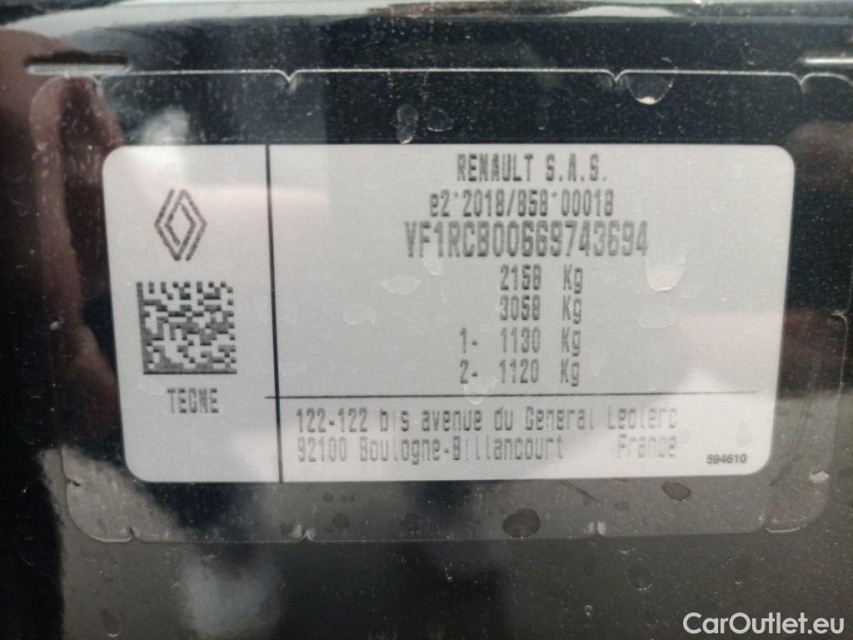 RENAULT S.A.S.
e2*2018/858*00018
VF1RCB00669743694
2158 Kg
3058 Kg
1- 1130 Kg
2- 1120 Kg
TEGNE
122-122 bis avenue du General Leclerc
92100 Boulogne-Billancourt France
594610
CarOutlet.eu